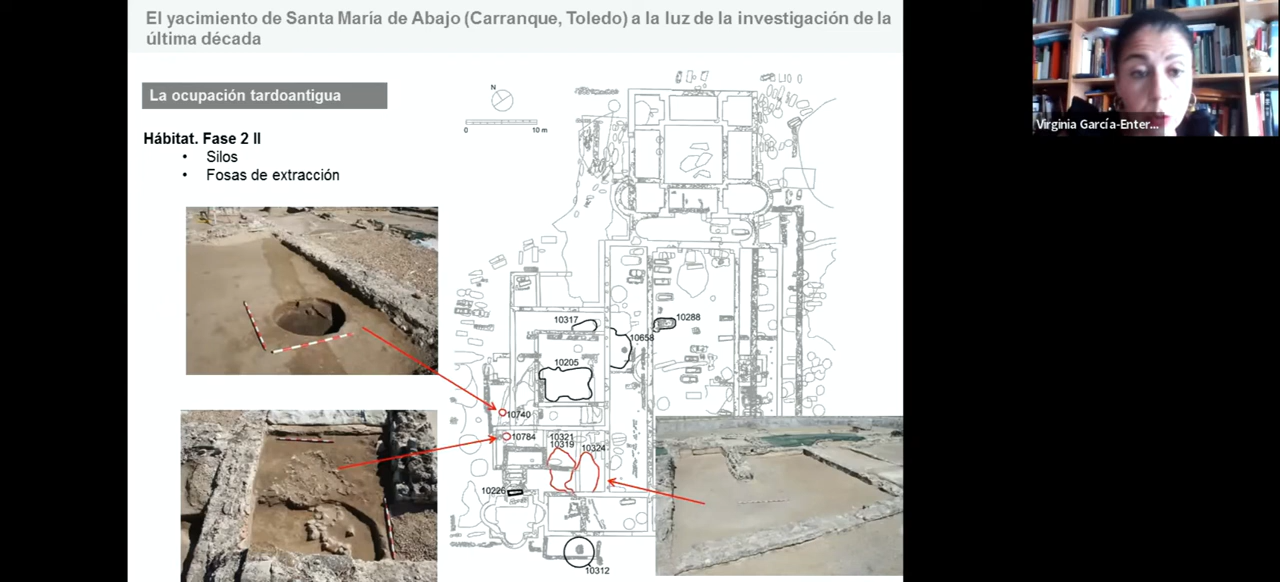 El yacimiento de Santa María de Abajo (Carranque, Toledo) a la luz de la investigación de la
última década
Virginia García-Enter...
La ocupación tardoantigua
Hábitat. Fase 2 II
• Silos
• Fosas de extracción
N
0 10 m
10317
10288
10658
10205
10740
10784
10321
10319
10324
10226
10312